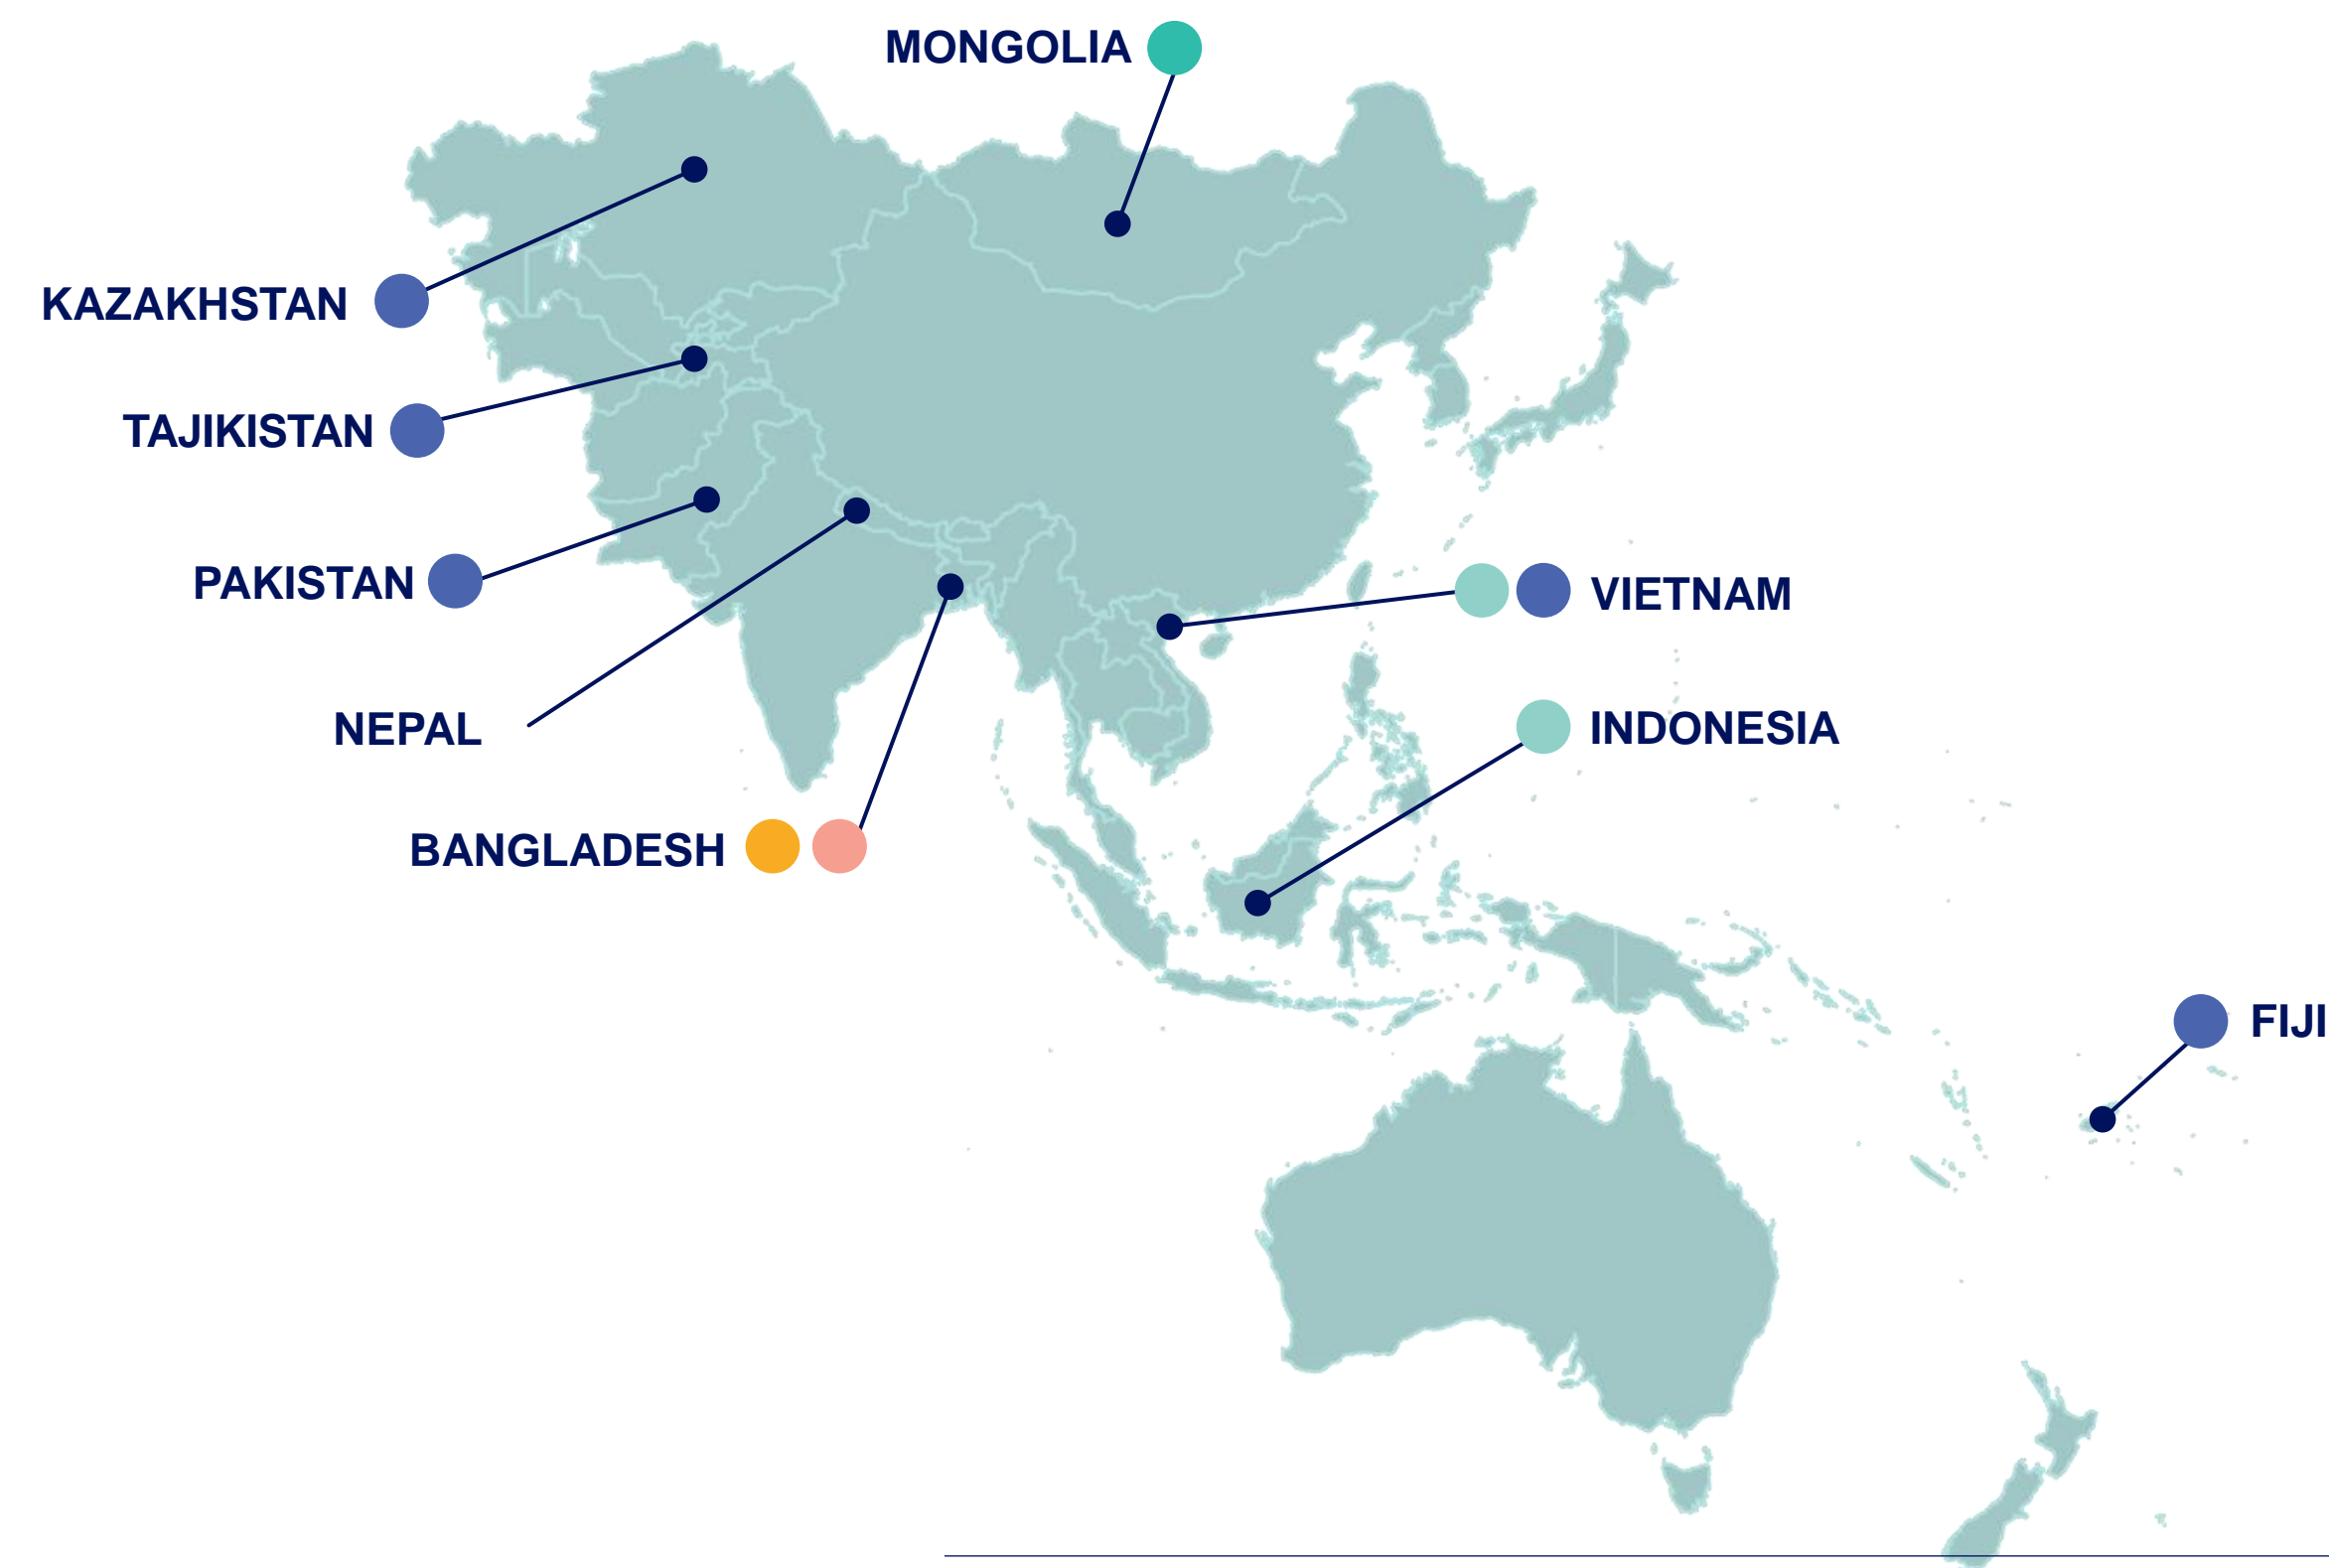 MONGOLIA
KAZAKHSTAN
TAJIKISTAN
PAKISTAN
VIETNAM
NEPAL
INDONESIA
BANGLADESH
FIJI